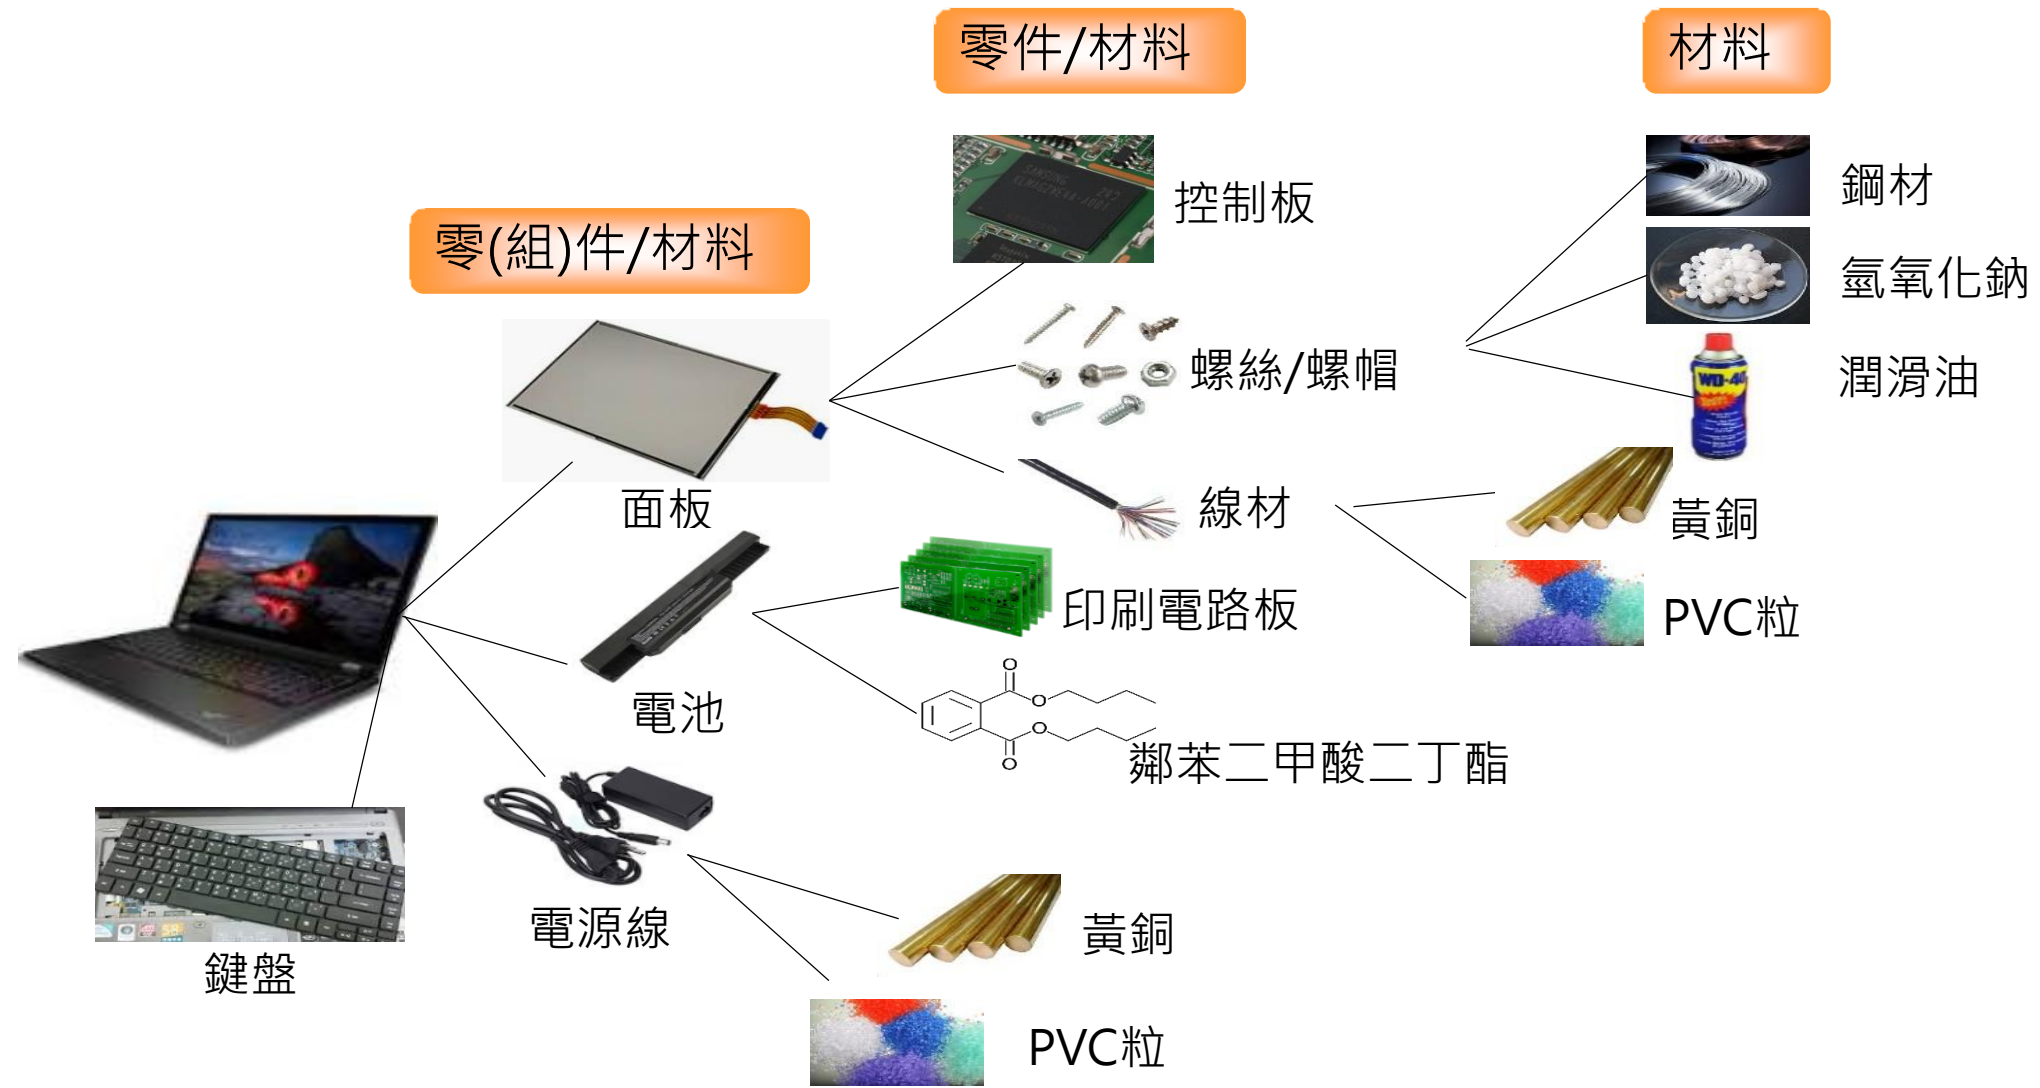 零件/材料
材料
零(組)件/材料
控制板
鋼材
氫氧化鈉
潤滑油
螺絲/螺帽
面板
線材
黃銅
PVC粒
印刷電路板
電池
O
O
O
O
鄰苯二甲酸二丁酯
電源線
黃銅
鍵盤
PVC粒
SAMSUNG
WD-40